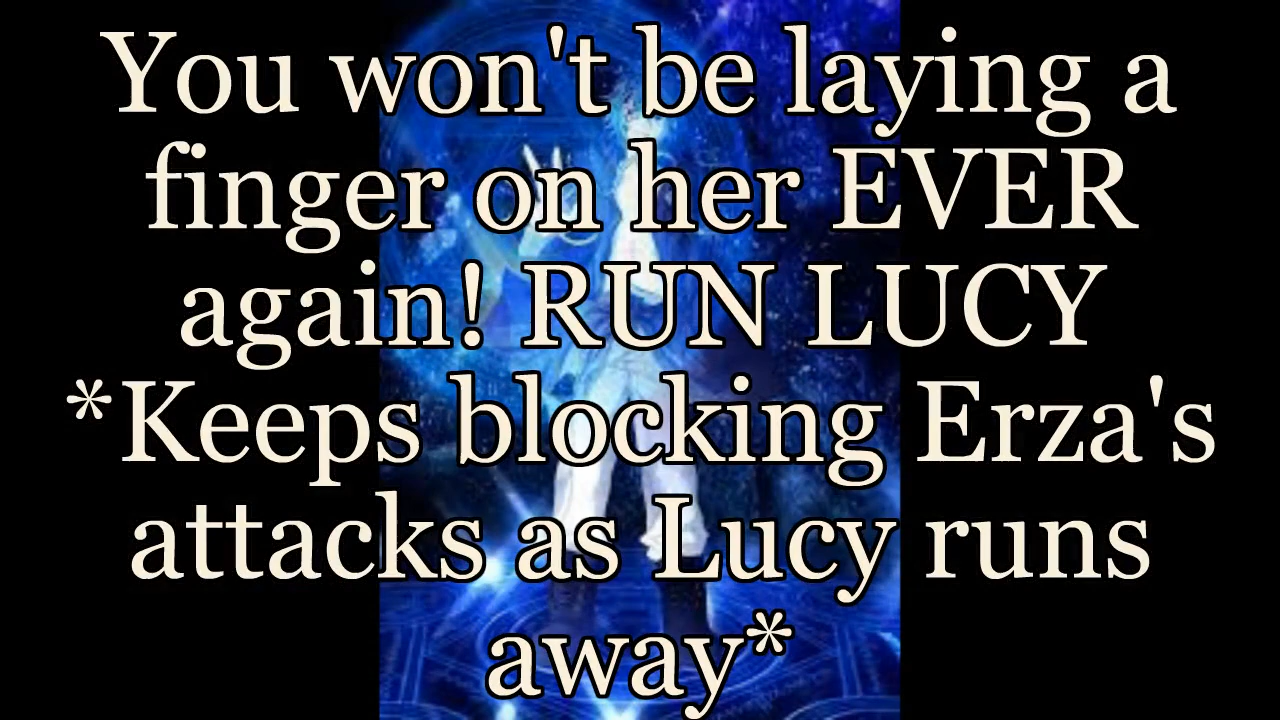 You won't be laying a
finger on her EVER
again! RUN LUCY
*Keeps blocking Erza's
attacks as Lucy runs
away*